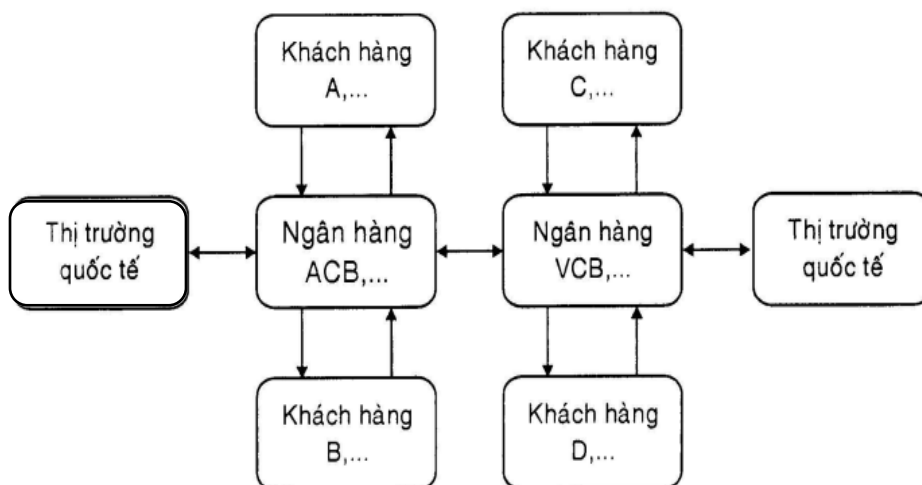 Khách hàng
A,...
Khách hàng
C,...
Thị trường
quốc tế
Ngân hàng
ACB,...
Ngân hàng
VCB,...
Thị trường
quốc tế
Khách hàng
B,...
Khách hàng
D,...